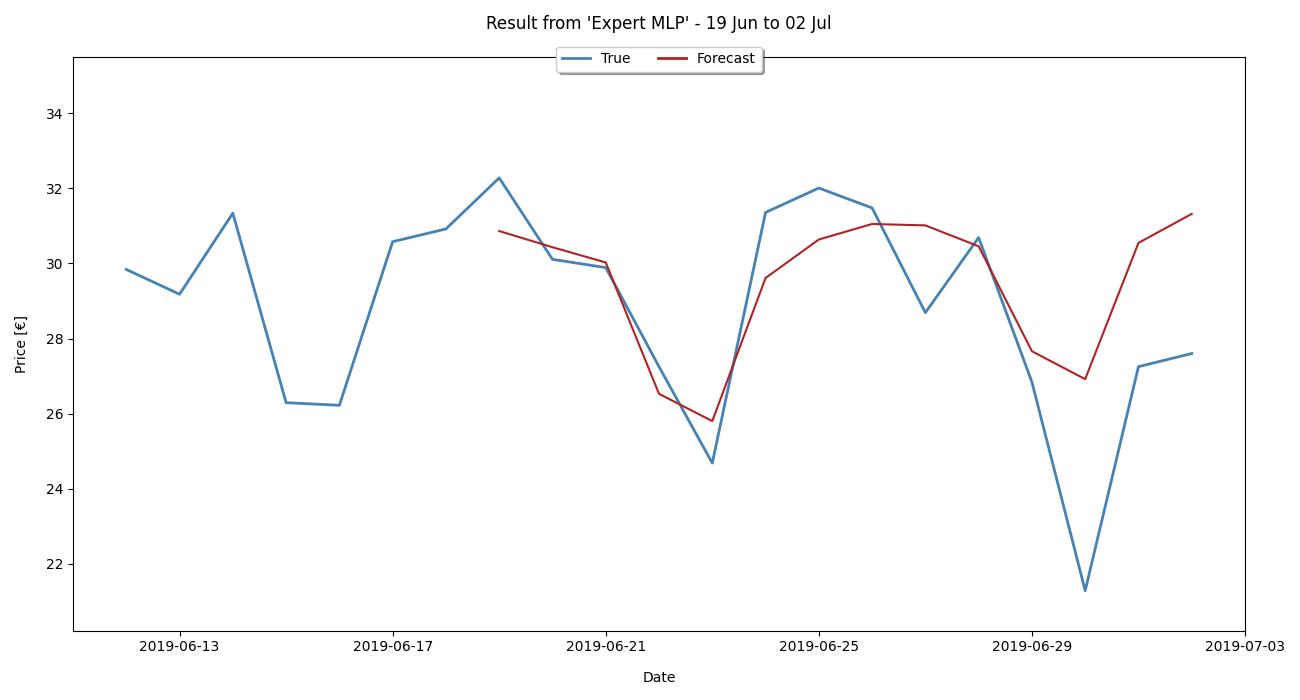 Result from 'Expert MLP' - 19 Jun to 02 Jul
True Forecast
34
32
30
28
26
24
22
Price [€]
2019-06-13 2019-06-17 2019-06-21 2019-06-25 2019-06-29 2019-07-03
Date